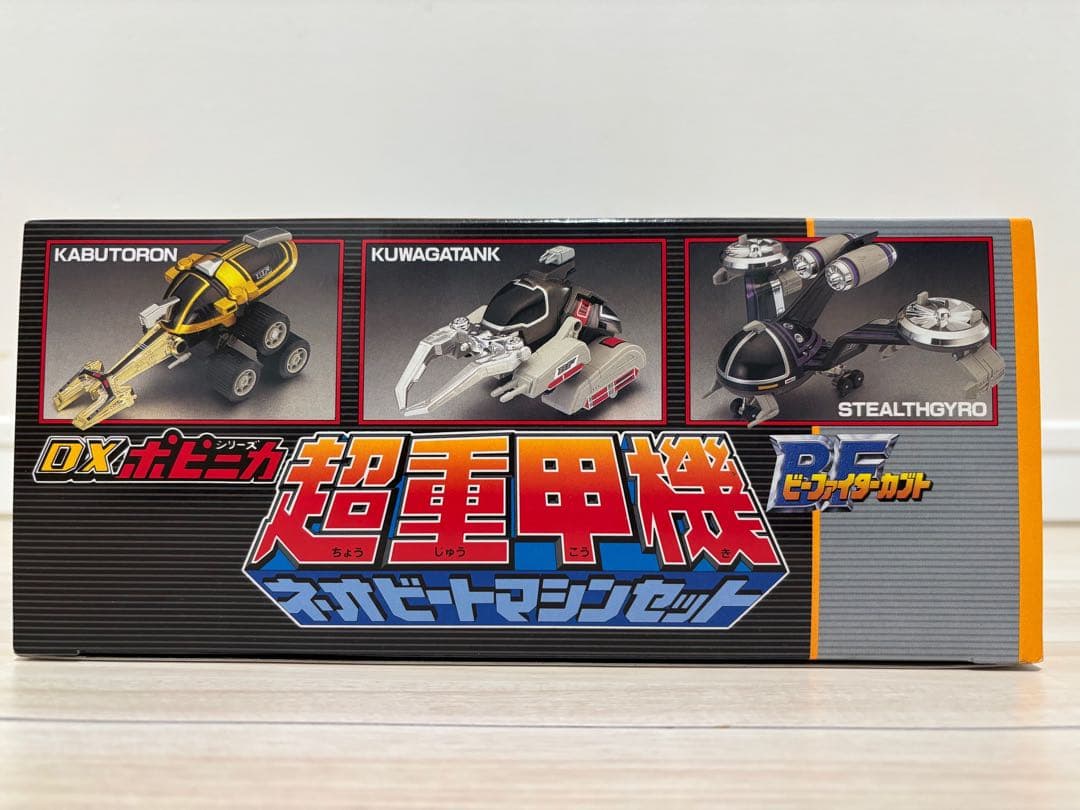 KABUTORON
KUWAGATANK
STEALTHGYRO
DXポピニカシリーズ
超重甲機
ちょう じゅう こう き
ネオビートマシンセット
BF
ビーファイターカブト